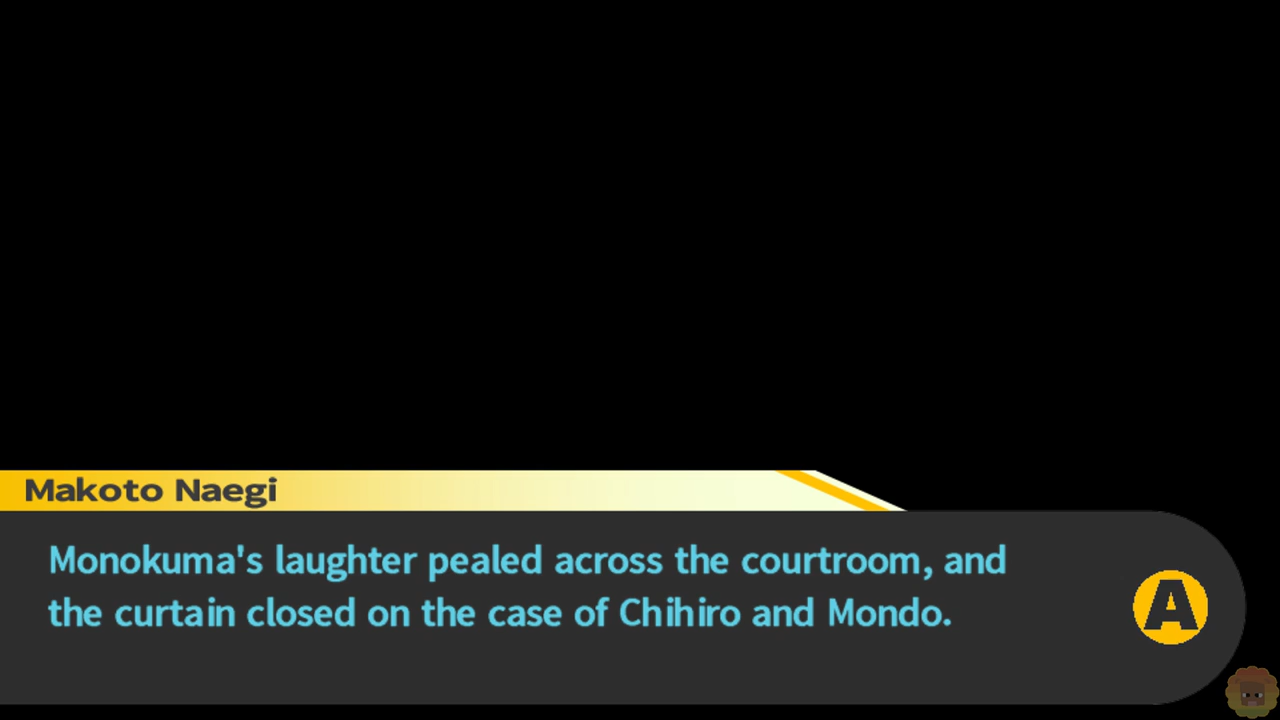 Makoto Naegi
Monokuma's laughter pealed across the courtroom, and
the curtain closed on the case of Chihiro and Mondo.
A